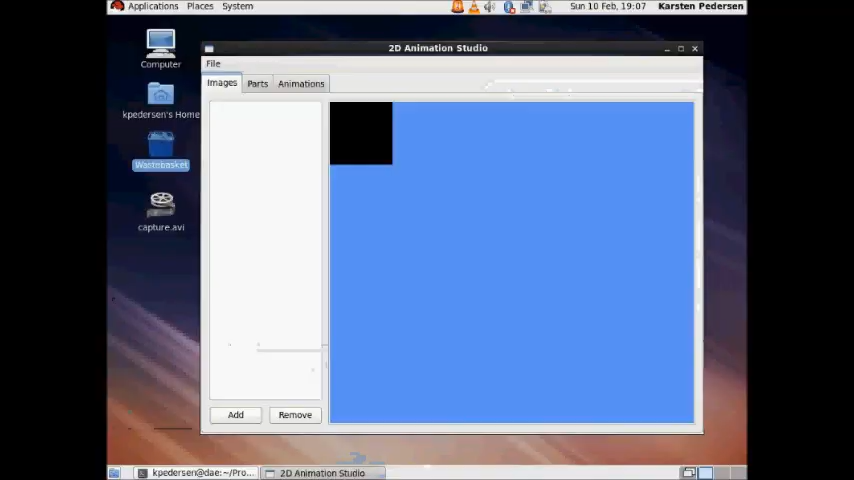 Applications Places System Sun 10 Feb, 19:07 Karsten Pedersen
2D Animation Studio
File
Images Parts Animations
Computer
kpedersen's Home
Wastebasket
capture.avi
Add Remove
kpedersen@dae:~/Pro... 2D Animation Studio